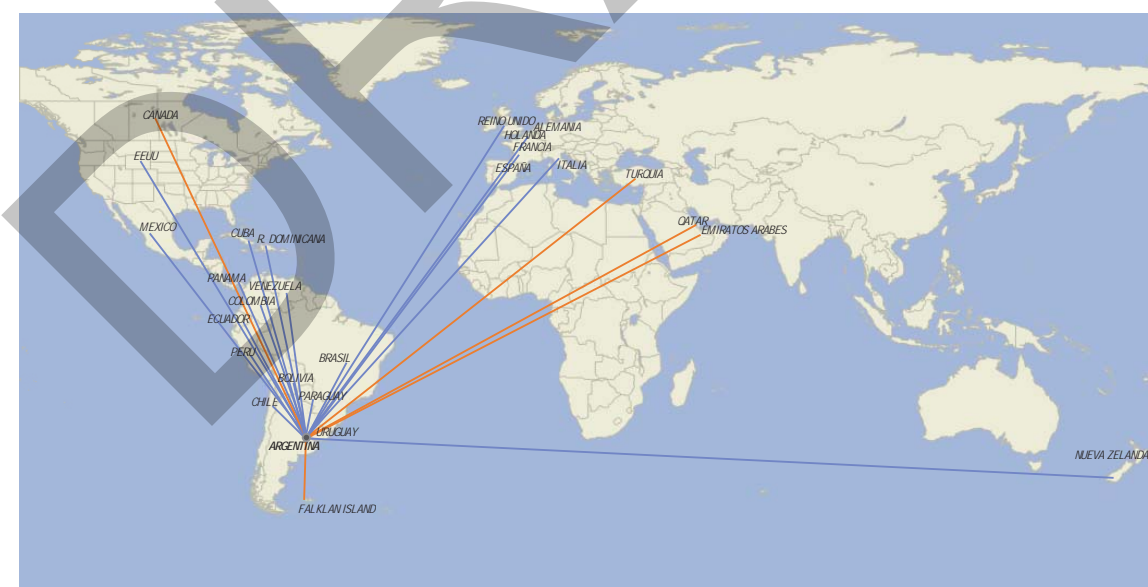 CANADA
REINO UNIDO
ALEMANIA
HOLANDA
FRANCIA
EEUU
ESPAÑA
ITALIA
TURQUIA
MEXICO
CUBA
R. DOMINICANA
QATAR
EMIRATOS ARABES
PANAMA
VENEZUELA
COLOMBIA
ECUADOR
PERU
BRASIL
BOLIVIA
PARAGUAY
CHILE
URUGUAY
ARGENTINA
NUEVA ZELANDA
FALKLAN ISLAND